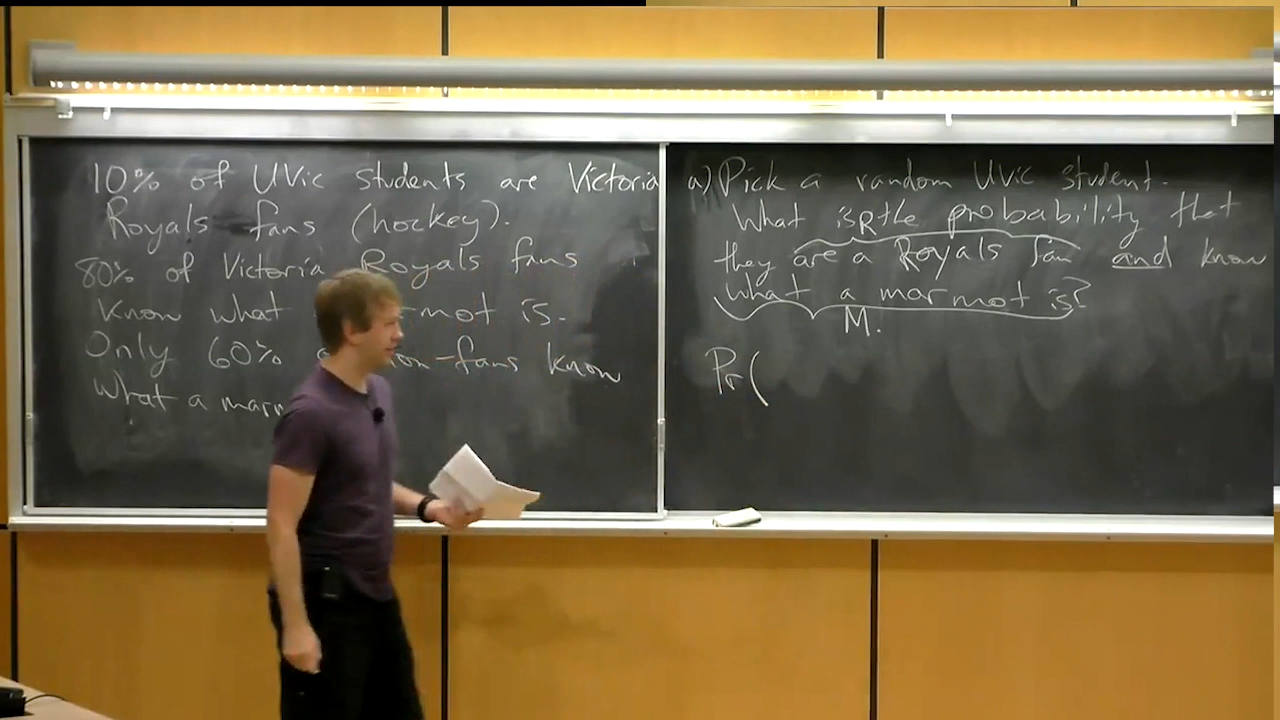 10% of UVic students are Victoria
Royals fans (hockey).
80% of Victoria Royals fans
know what mot is.
Only 60% non-fans know
what a marm
a) Pick a random UVic student.
What is the probability that
R
they are a Royals fan and know
what a marmot is?
M.
Pr(